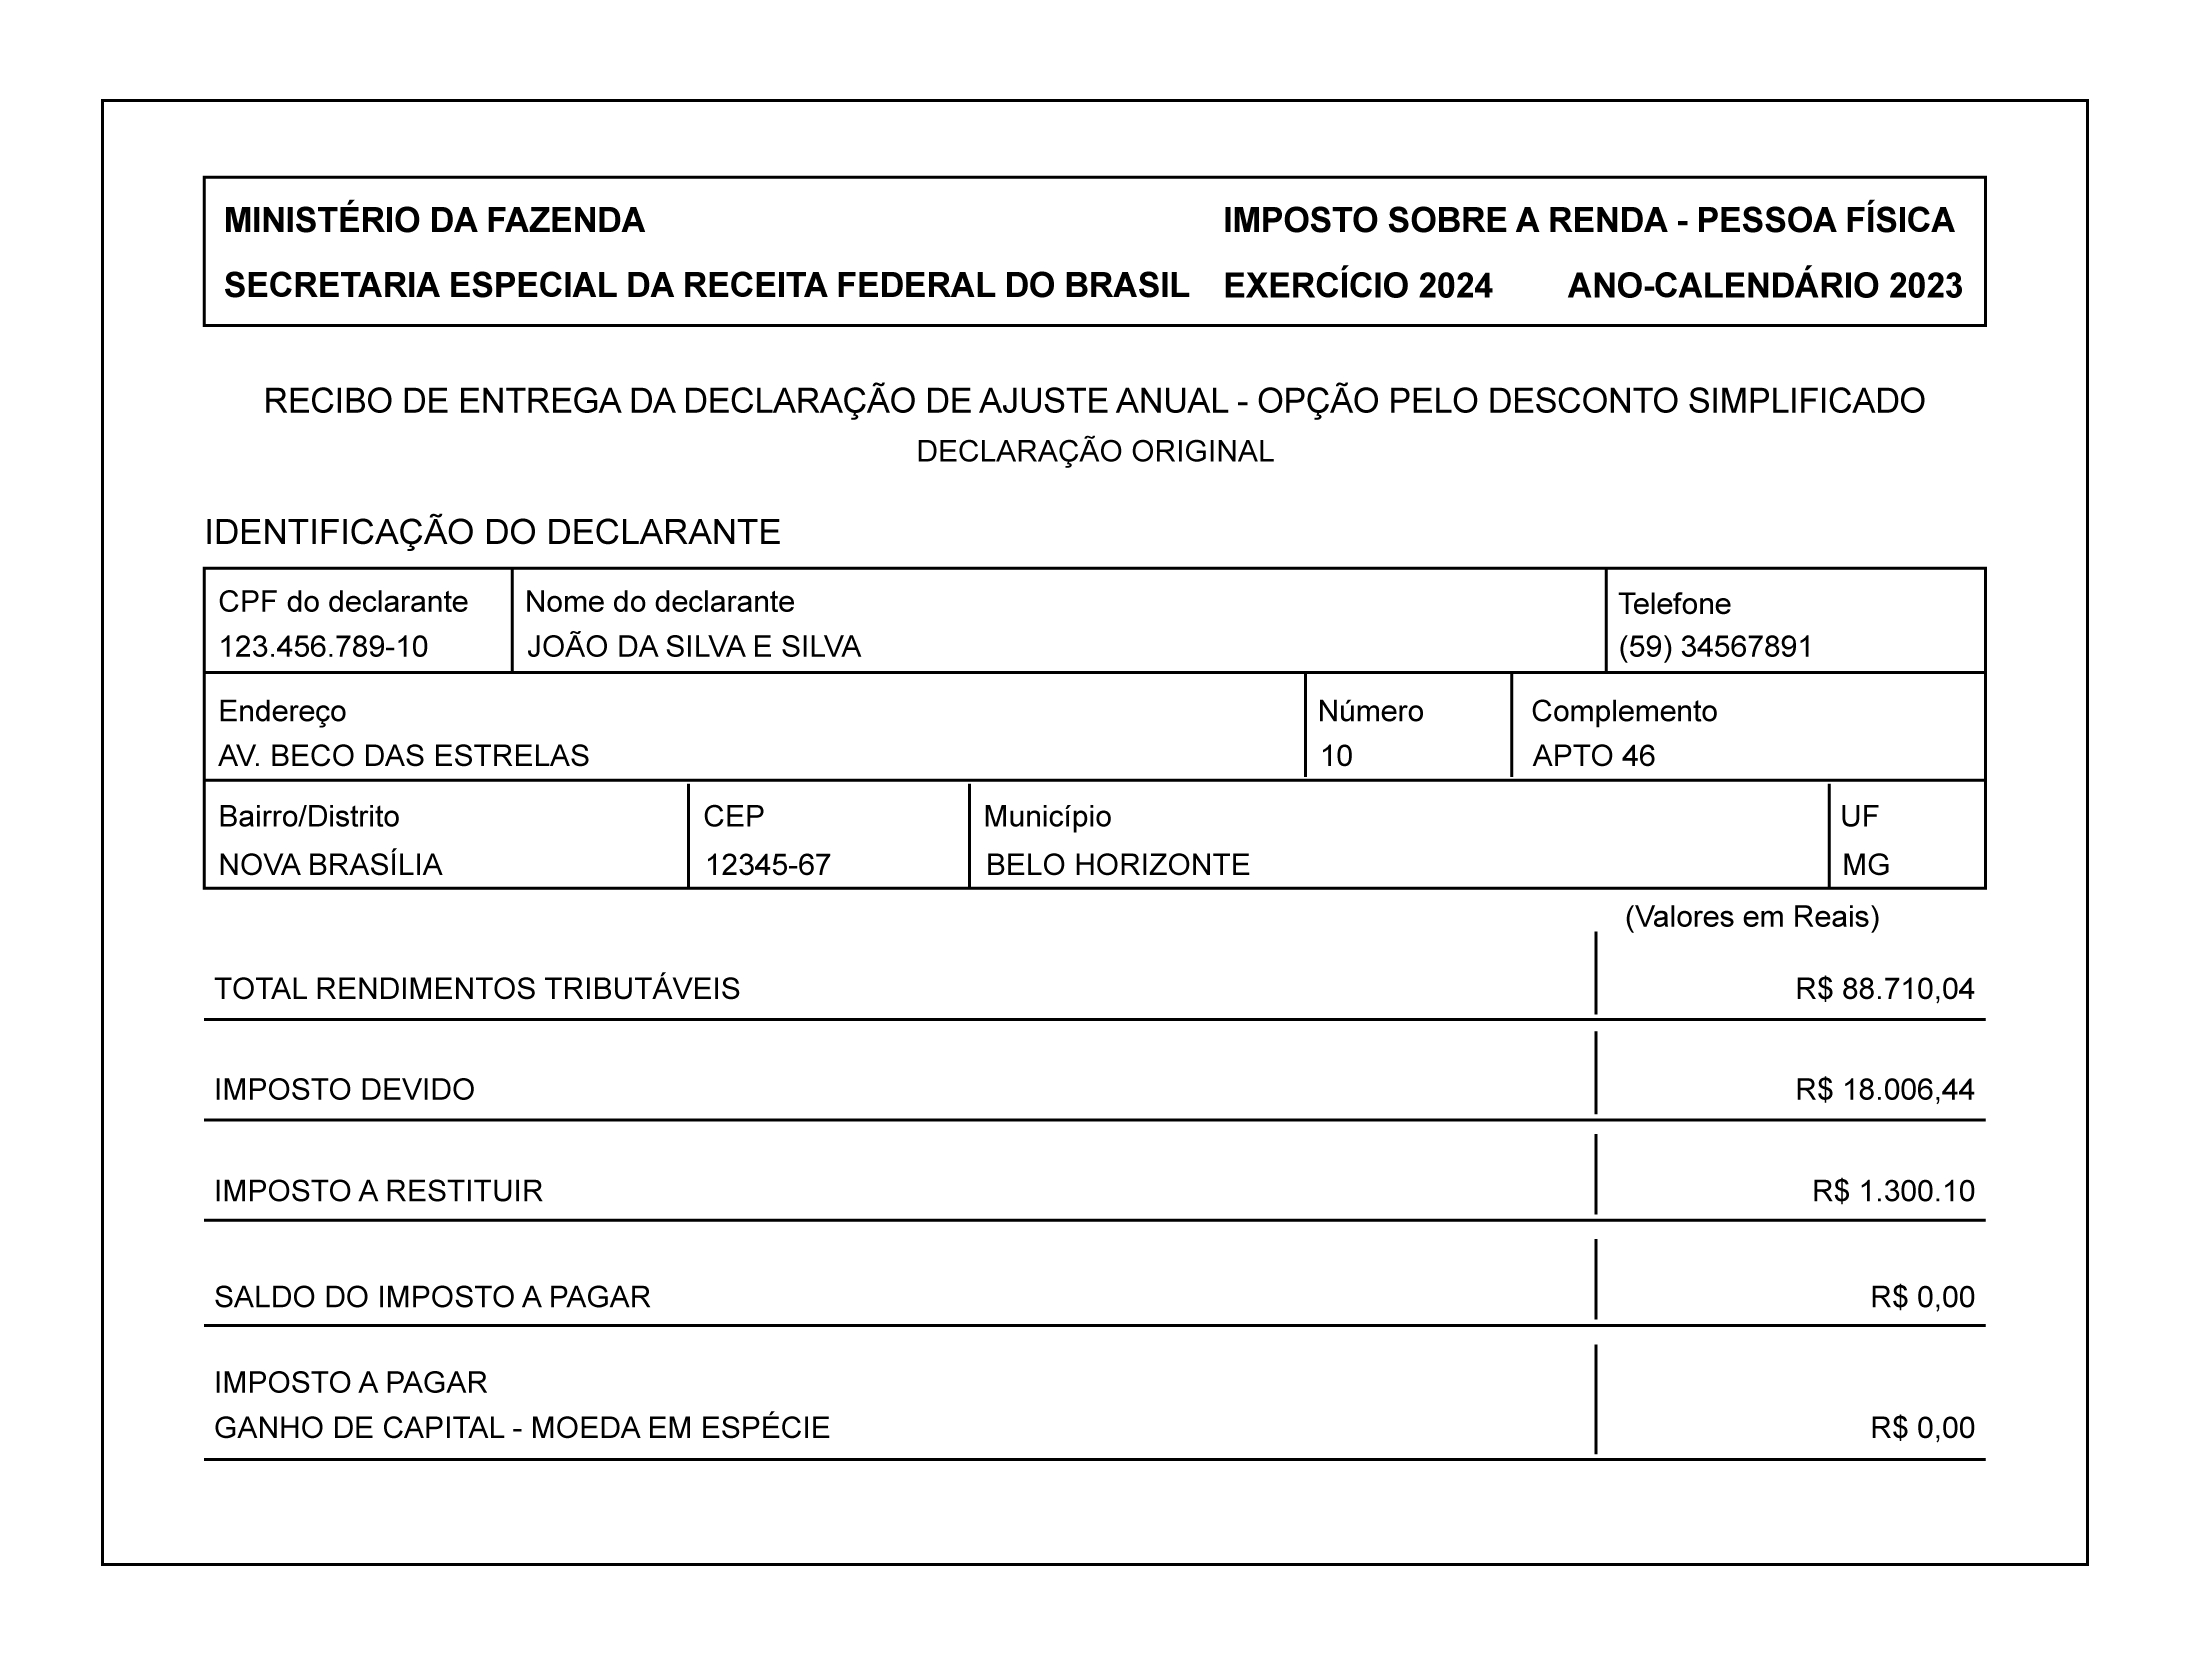 MINISTÉRIO DA FAZENDA
SECRETARIA ESPECIAL DA RECEITA FEDERAL DO BRASIL
IMPOSTO SOBRE A RENDA - PESSOA FÍSICA
EXERCÍCIO 2024 ANO-CALENDÁRIO 2023
RECIBO DE ENTREGA DA DECLARAÇÃO DE AJUSTE ANUAL - OPÇÃO PELO DESCONTO SIMPLIFICADO
DECLARAÇÃO ORIGINAL
IDENTIFICAÇÃO DO DECLARANTE
CPF do declarante
123.456.789-10
Nome do declarante
JOÃO DA SILVA E SILVA
Telefone
(59) 34567891
Endereço
AV. BECO DAS ESTRELAS
Número
10
Complemento
APTO 46
Bairro/Distrito
NOVA BRASÍLIA
CEP
12345-67
Município
BELO HORIZONTE
UF
MG
(Valores em Reais)
TOTAL RENDIMENTOS TRIBUTÁVEIS R$ 88.710,04
IMPOSTO DEVIDO R$ 18.006,44
IMPOSTO A RESTITUIR R$ 1.300.10
SALDO DO IMPOSTO A PAGAR R$ 0,00
IMPOSTO A PAGAR
GANHO DE CAPITAL - MOEDA EM ESPÉCIE R$ 0,00